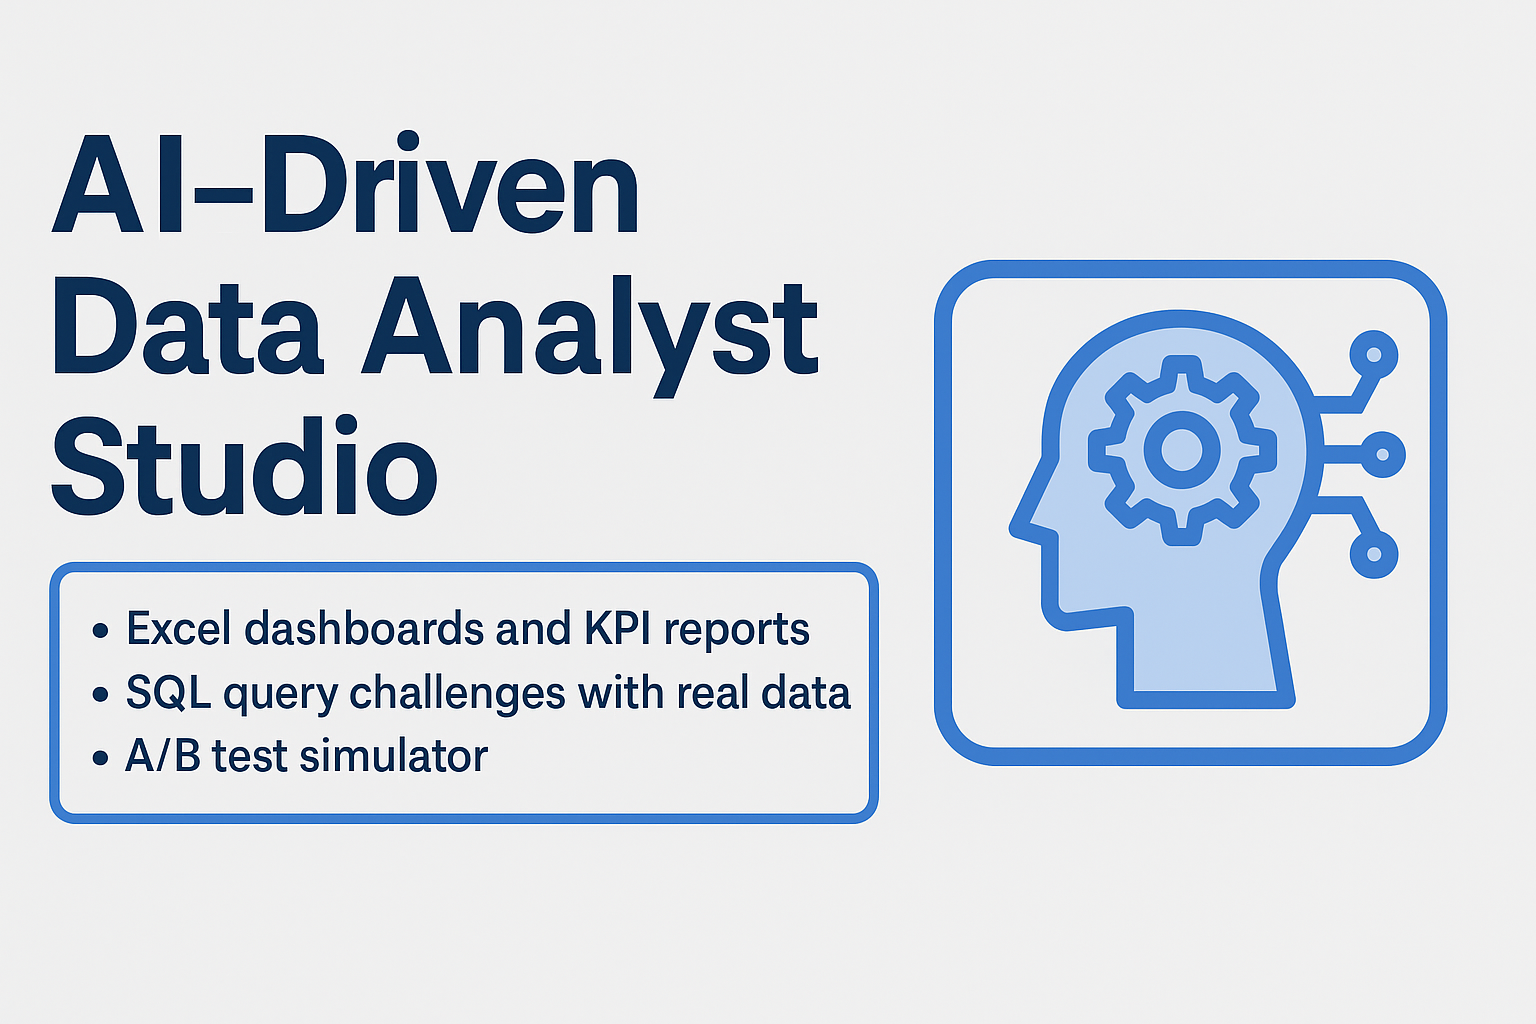 AI–Driven
Data Analyst
Studio
• Excel dashboards and KPI reports
• SQL query challenges with real data
• A/B test simulator